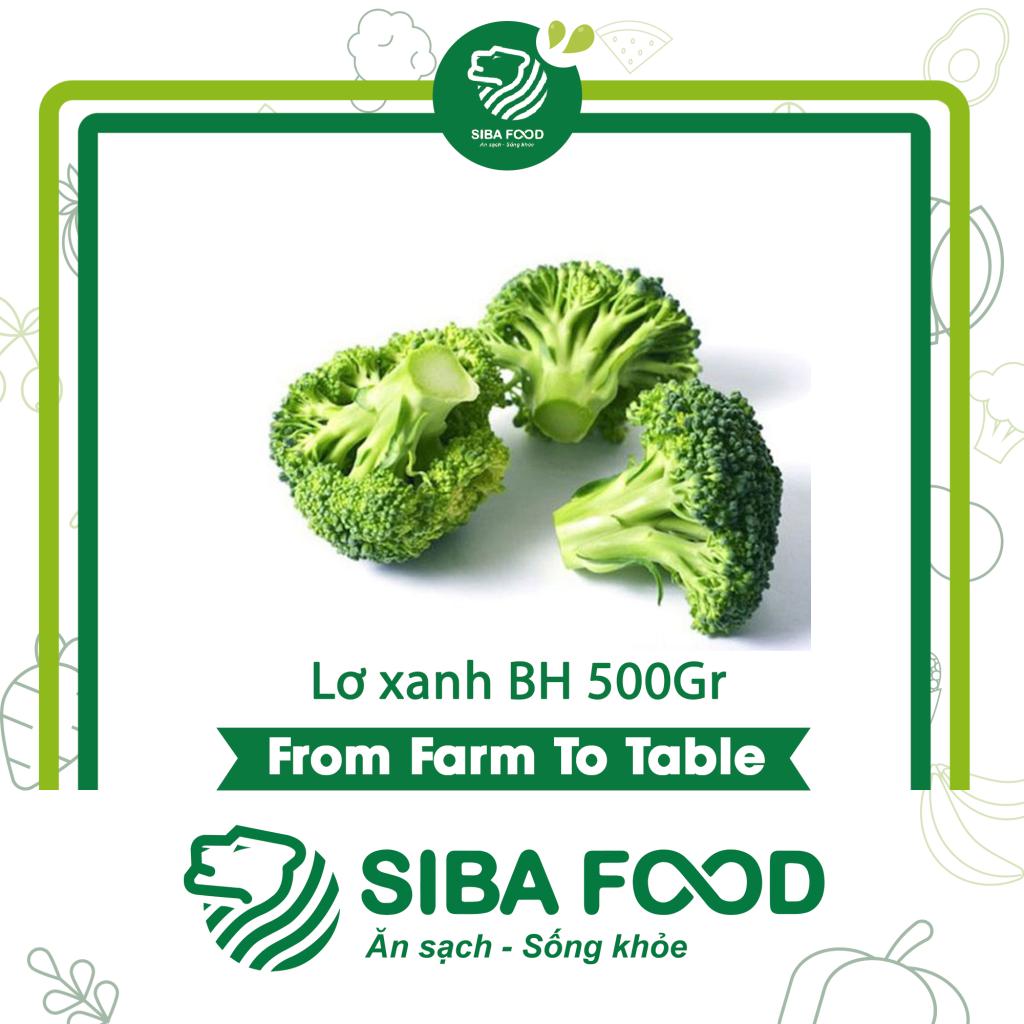 SIBA FOOD
Ăn sạch - Sống khỏe
Lơ xanh BH 500Gr
From Farm To Table
SIBA FOOD
Ăn sạch - Sống khỏe